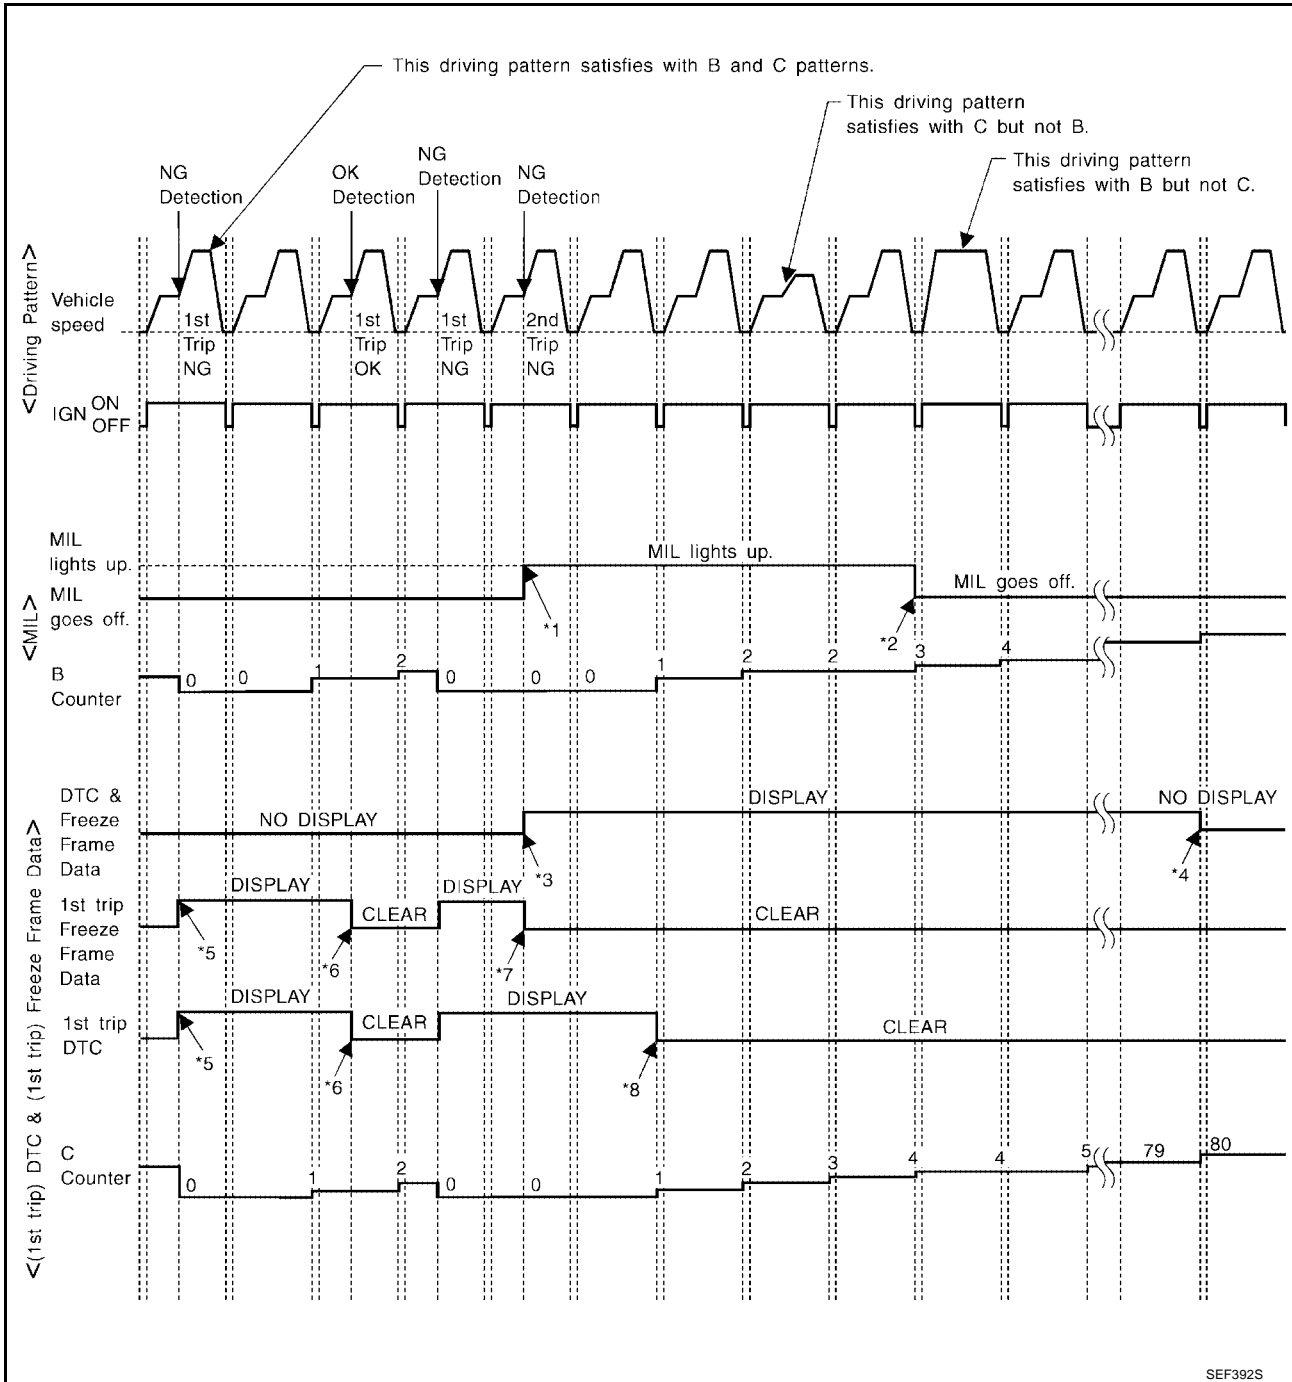 This driving pattern satisfies with B and C patterns.
This driving pattern
satisfies with C but not B.
This driving pattern
satisfies with B but not C.
NG
Detection
OK
Detection
NG
Detection
NG
Detection
<Driving Pattern>
Vehicle
speed
1st
Trip
NG
1st
Trip
OK
1st
Trip
NG
2nd
Trip
NG
IGN ON
OFF
<MIL>
MIL
lights up.
MIL
goes off.
MIL lights up.
MIL goes off.
*1
*2
B
Counter
0 0 1 2 0 0 0 1 2 2 3 4
<(1st trip) DTC & (1st trip) Freeze Frame Data>
DTC &
Freeze
Frame
Data
NO DISPLAY
DISPLAY
NO DISPLAY
*3
*4
1st trip
Freeze
Frame
Data
DISPLAY
CLEAR
DISPLAY
CLEAR
*5
*6
*7
1st trip
DTC
DISPLAY
CLEAR
DISPLAY
CLEAR
*5
*6
*8
C
Counter
0 1 2 0 0 1 2 3 4 4 5 79 80
SEF392S